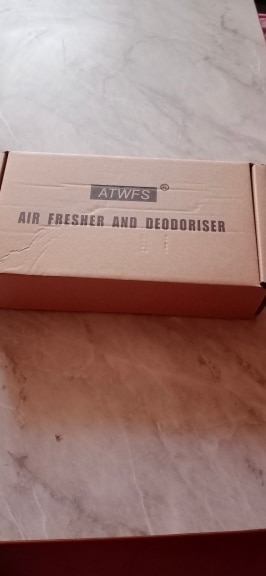 ATWFS ®
AIR FRESHER AND DEODORISER